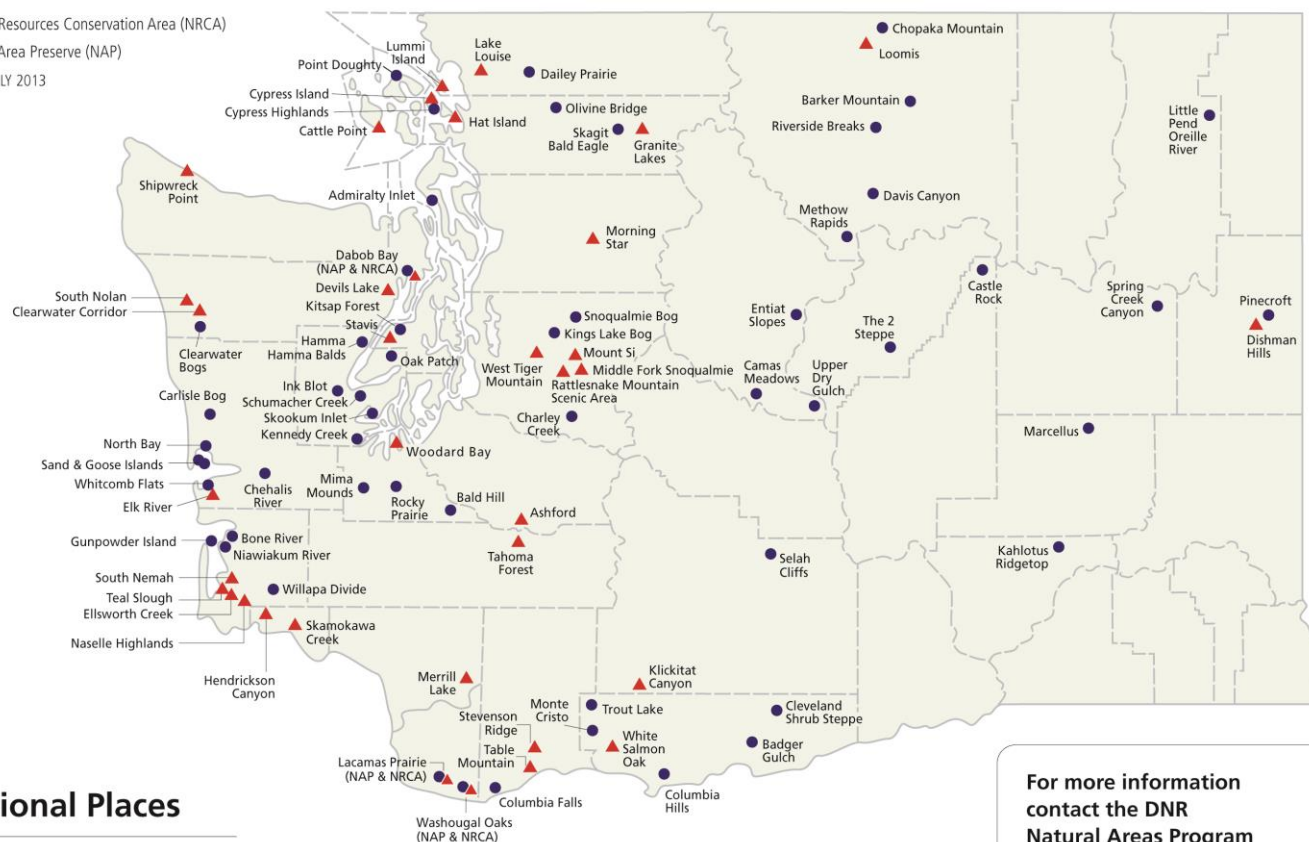 Resources Conservation Area (NRCA)
Area Preserve (NAP)
LY 2013
Lummi
Island
Lake
Louise
Point Doughty
Dailey Prairie
Cypress Island
Cypress Highlands
Cattle Point
Hat Island
Olivine Bridge
Skagit
Bald Eagle
Granite
Lakes
Chopaka Mountain
Loomis
Barker Mountain
Riverside Breaks
Little
Pend
Oreille
River
Shipwreck
Point
Admiralty Inlet
Davis Canyon
Methow
Rapids
Morning
Star
Dabob Bay
(NAP & NRCA)
Devils Lake
Kitsap Forest
Stavis
Hamma
Hamma Balds
Oak Patch
South Nolan
Clearwater Corridor
Clearwater
Bogs
Snoqualmie Bog
Kings Lake Bog
Mount Si
Middle Fork Snoqualmie
West Tiger
Mountain
Rattlesnake Mountain
Scenic Area
Charley
Creek
Entiat
Slopes
The 2
Steppe
Castle
Rock
Spring
Creek
Canyon
Pinecroft
Dishman
Hills
Camas
Meadows
Upper
Dry
Gulch
Carlisle Bog
Ink Blot
Schumacher Creek
Skookum Inlet
Kennedy Creek
Woodard Bay
North Bay
Sand & Goose Islands
Whitcomb Flats
Elk River
Chehalis
River
Mima
Mounds
Rocky
Prairie
Bald Hill
Ashford
Tahoma
Forest
Marcellus
Kahlotus
Ridgetop
Selah
Cliffs
Gunpowder Island
Bone River
Niawiakum River
South Nemah
Teal Slough
Ellsworth Creek
Naselle Highlands
Willapa Divide
Hendrickson
Canyon
Skamokawa
Creek
Merrill
Lake
Klickitat
Canyon
Monte
Cristo
Trout Lake
Stevenson
Ridge
Table
Mountain
White
Salmon
Oak
Cleveland
Shrub Steppe
Badger
Gulch
Lacamas Prairie
(NAP & NRCA)
Columbia Falls
Columbia
Hills
Washougal Oaks
(NAP & NRCA)
ional Places
For more information
contact the DNR
Natural Areas Program